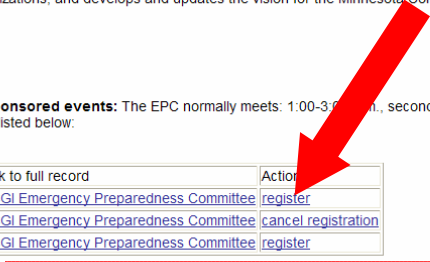 izations, and develops and updates the vision for the Minnesota
onsored events: The EPC normally meets: 1:00-3: secon
isted below:
k to full record Action
GI Emergency Preparedness Committee register
GI Emergency Preparedness Committee cancel registration
GI Emergency Preparedness Committee register